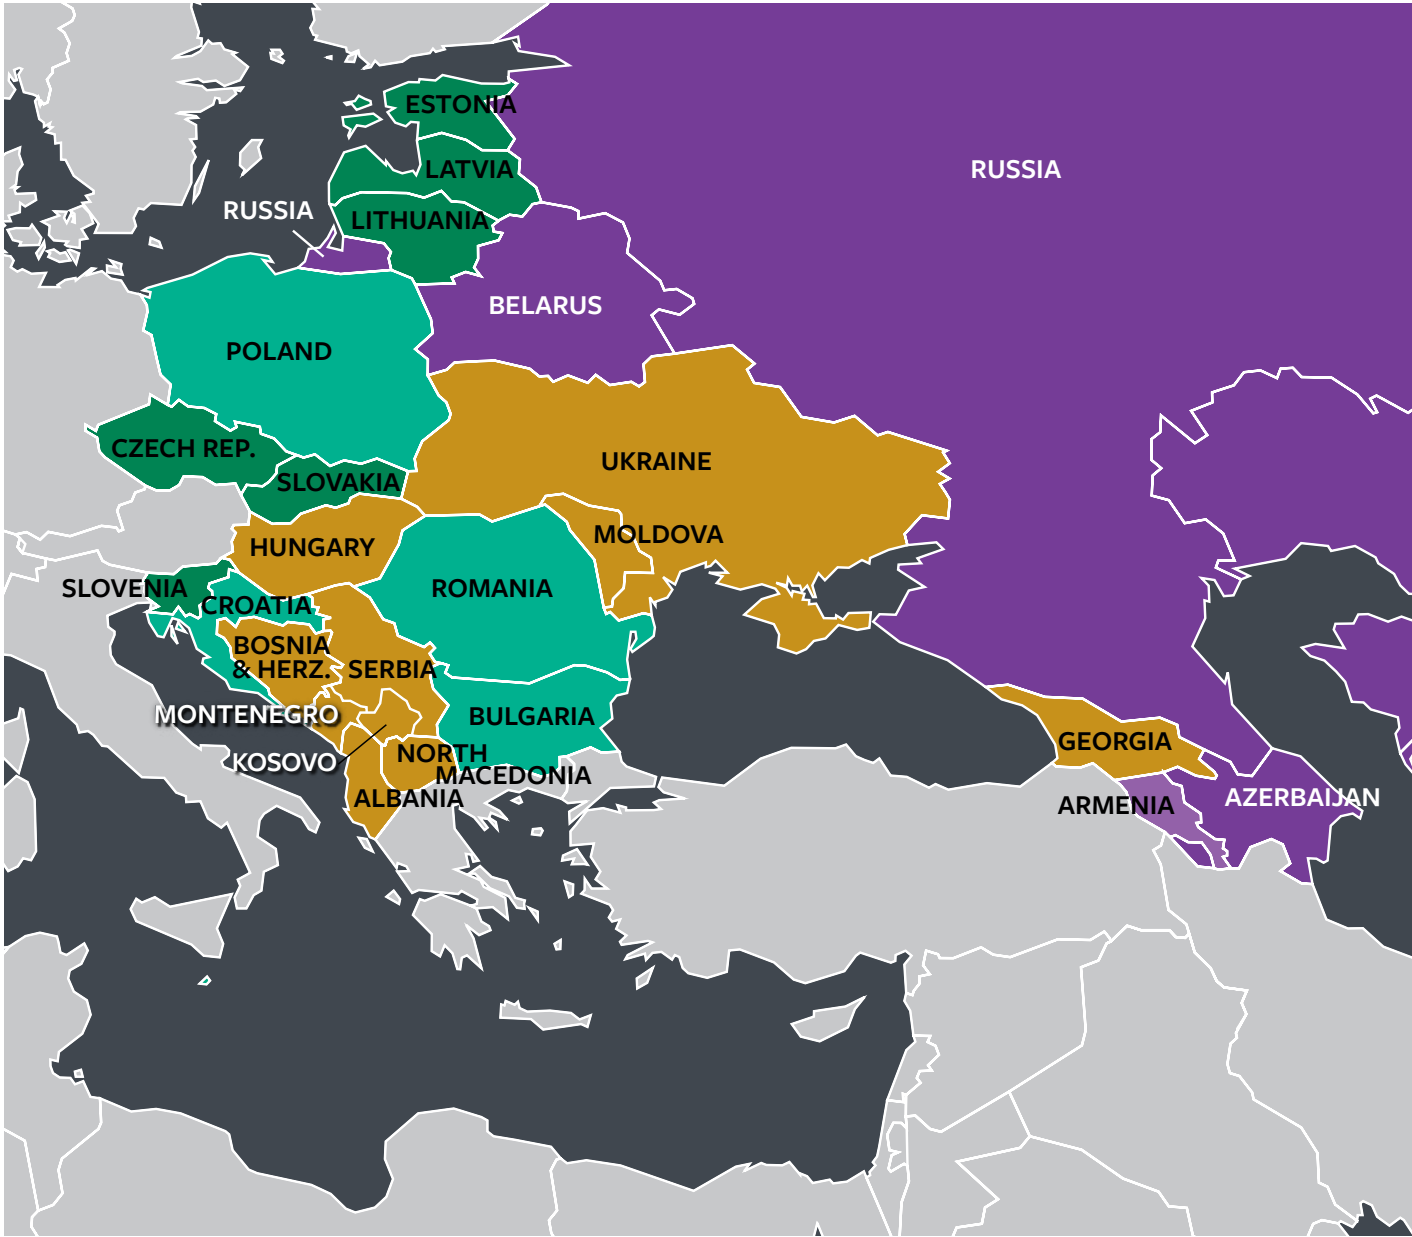 ESTONIA
LATVIA
RUSSIA
RUSSIA
LITHUANIA
BELARUS
POLAND
CZECH REP.
UKRAINE
SLOVAKIA
MOLDOVA
HUNGARY
SLOVENIA
ROMANIA
CROATIA
BOSNIA
& HERZ.
SERBIA
MONTENEGRO
BULGARIA
GEORGIA
KOSOVO
NORTH
MACEDONIA
ALBANIA
ARMENIA
AZERBAIJAN